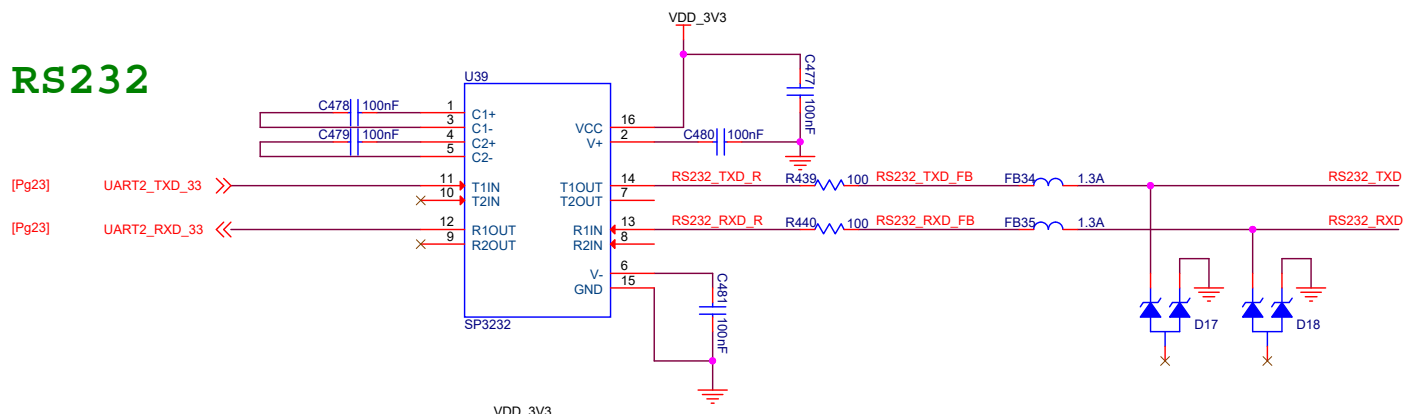 VDD_3V3
RS232
U39
C477
100nF
C478 100nF
1 C1+
3 C1-
C479 100nF
4 C2+
5 C2-
16 VCC
2 V+
C480 100nF
[Pg23] UART2_TXD_33 11 T1IN
10 T2IN
T1OUT 14 RS232_TXD_R R439 100 RS232_TXD_FB FB34 1.3A RS232_TXD
T2OUT 7
[Pg23] UART2_RXD_33 12 R1OUT
9 R2OUT
R1IN 13 RS232_RXD_R R440 100 RS232_RXD_FB FB35 1.3A RS232_RXD
R2IN 8
V- 6
GND 15
C481
100nF
SP3232
D17
D18
VDD_3V3